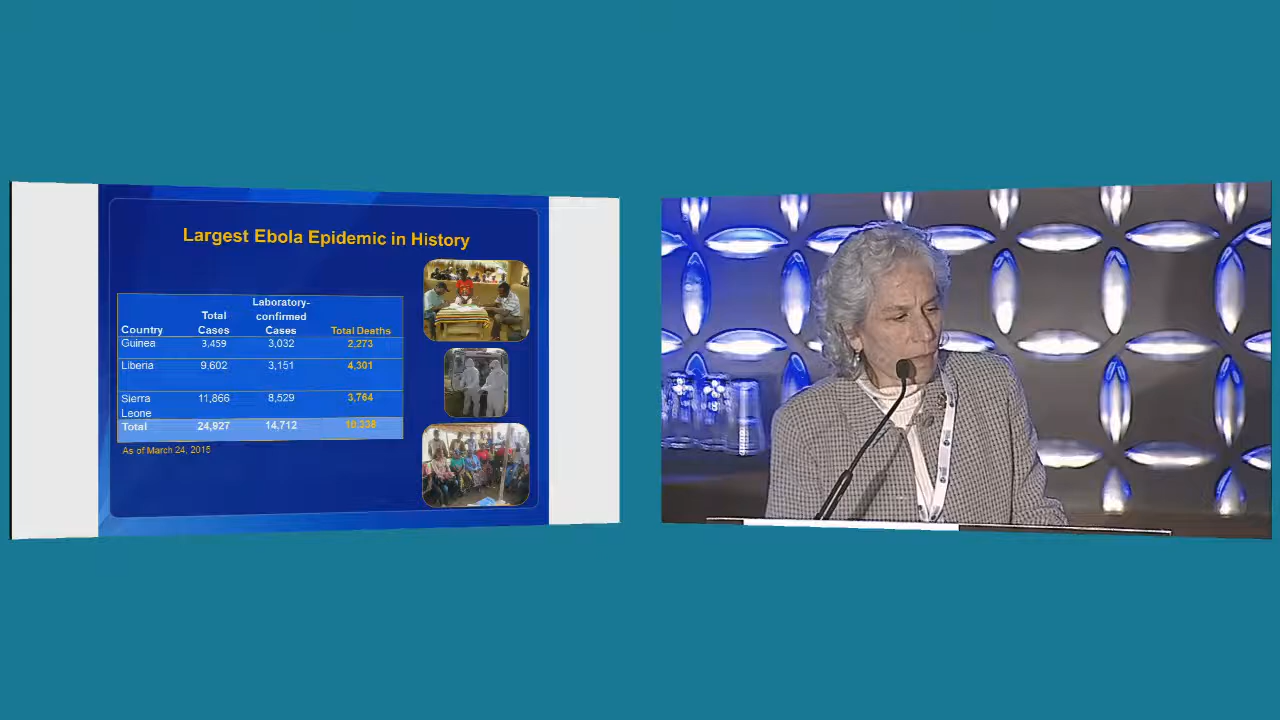 Largest Ebola Epidemic in History
Country Total Cases Laboratory-confirmed Cases Total Deaths
Guinea 3,459 3,032 2,273
Liberia 9,602 3,151 4,301
Sierra Leone 11,866 8,529 3,764
Total 24,927 14,712 10,338
As of March 24, 2015